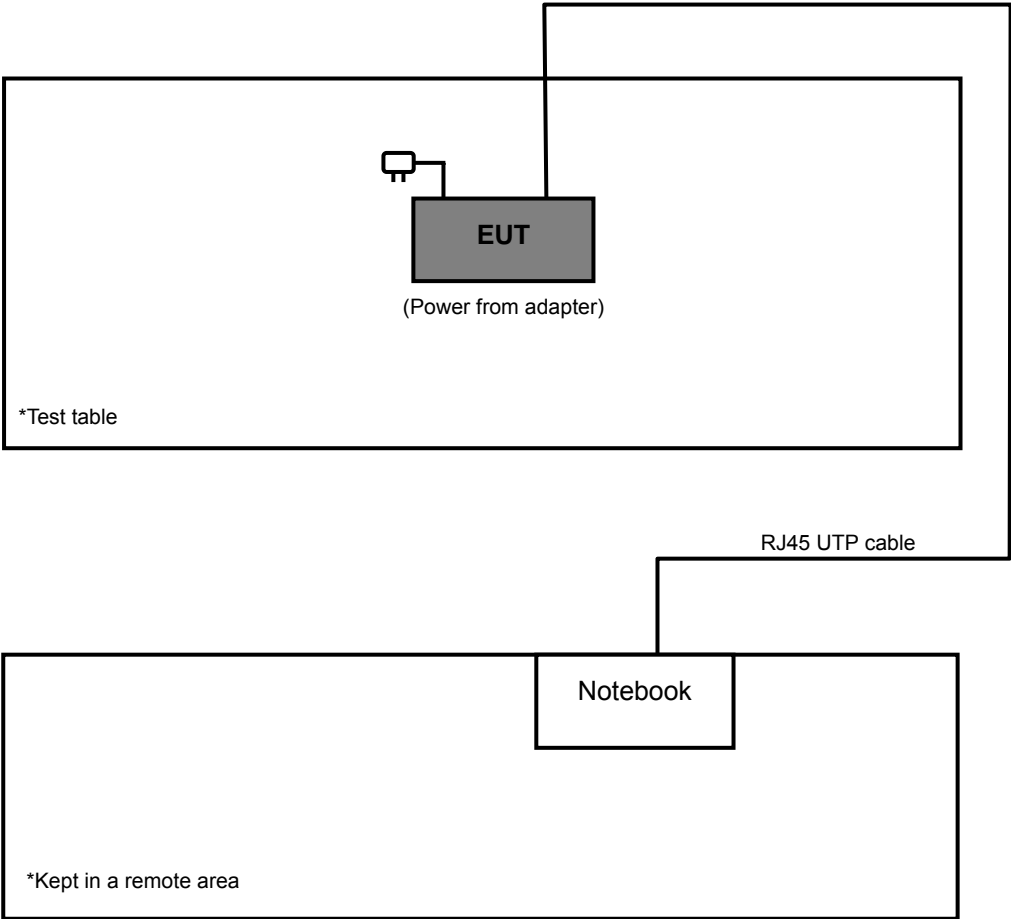 EUT
(Power from adapter)
*Test table
RJ45 UTP cable
Notebook
*Kept in a remote area